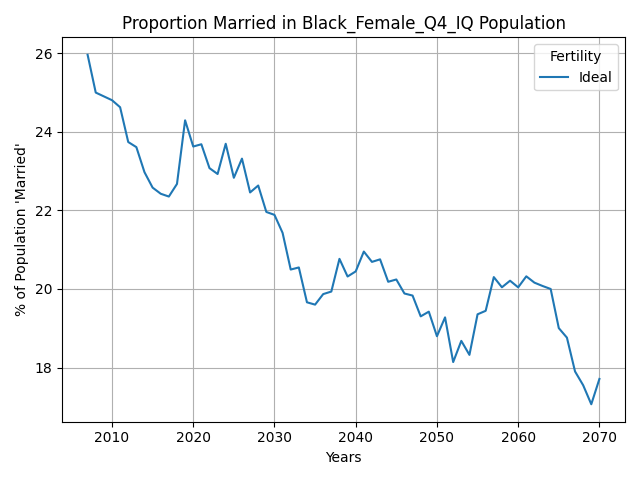 Proportion Married in Black_Female_Q4_IQ Population
Fertility
Ideal
% of Population 'Married'
26
24
22
20
18
2010 2020 2030 2040 2050 2060 2070
Years